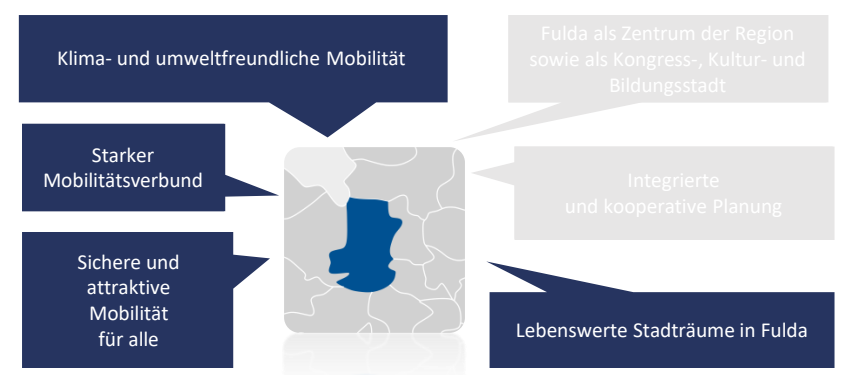 Klima- und umweltfreundliche Mobilität
Fulda als Zentrum der Region
sowie als Kongress-, Kultur- und
Bildungsstadt
Starker
Mobilitätsverbund
Integrierte
und kooperative Planung
Sichere und
attraktive
Mobilität
für alle
Lebenswerte Stadträume in Fulda